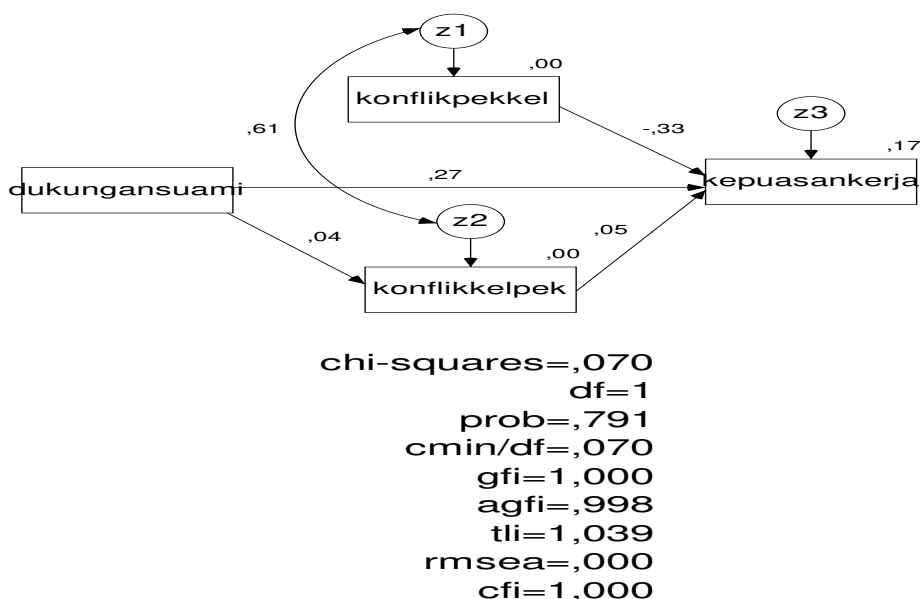 z1
,00
konflikpekkel
z3
,61
-,33
,17
,27
kepuasankerja
dukungansuami
z2
,04
,05
,00
konflikkelpek
chi-squares=,070
df=1
prob=,791
cmin/df=,070
gfi=1,000
agfi=,998
tli=1,039
rmsea=,000
cfi=1,000